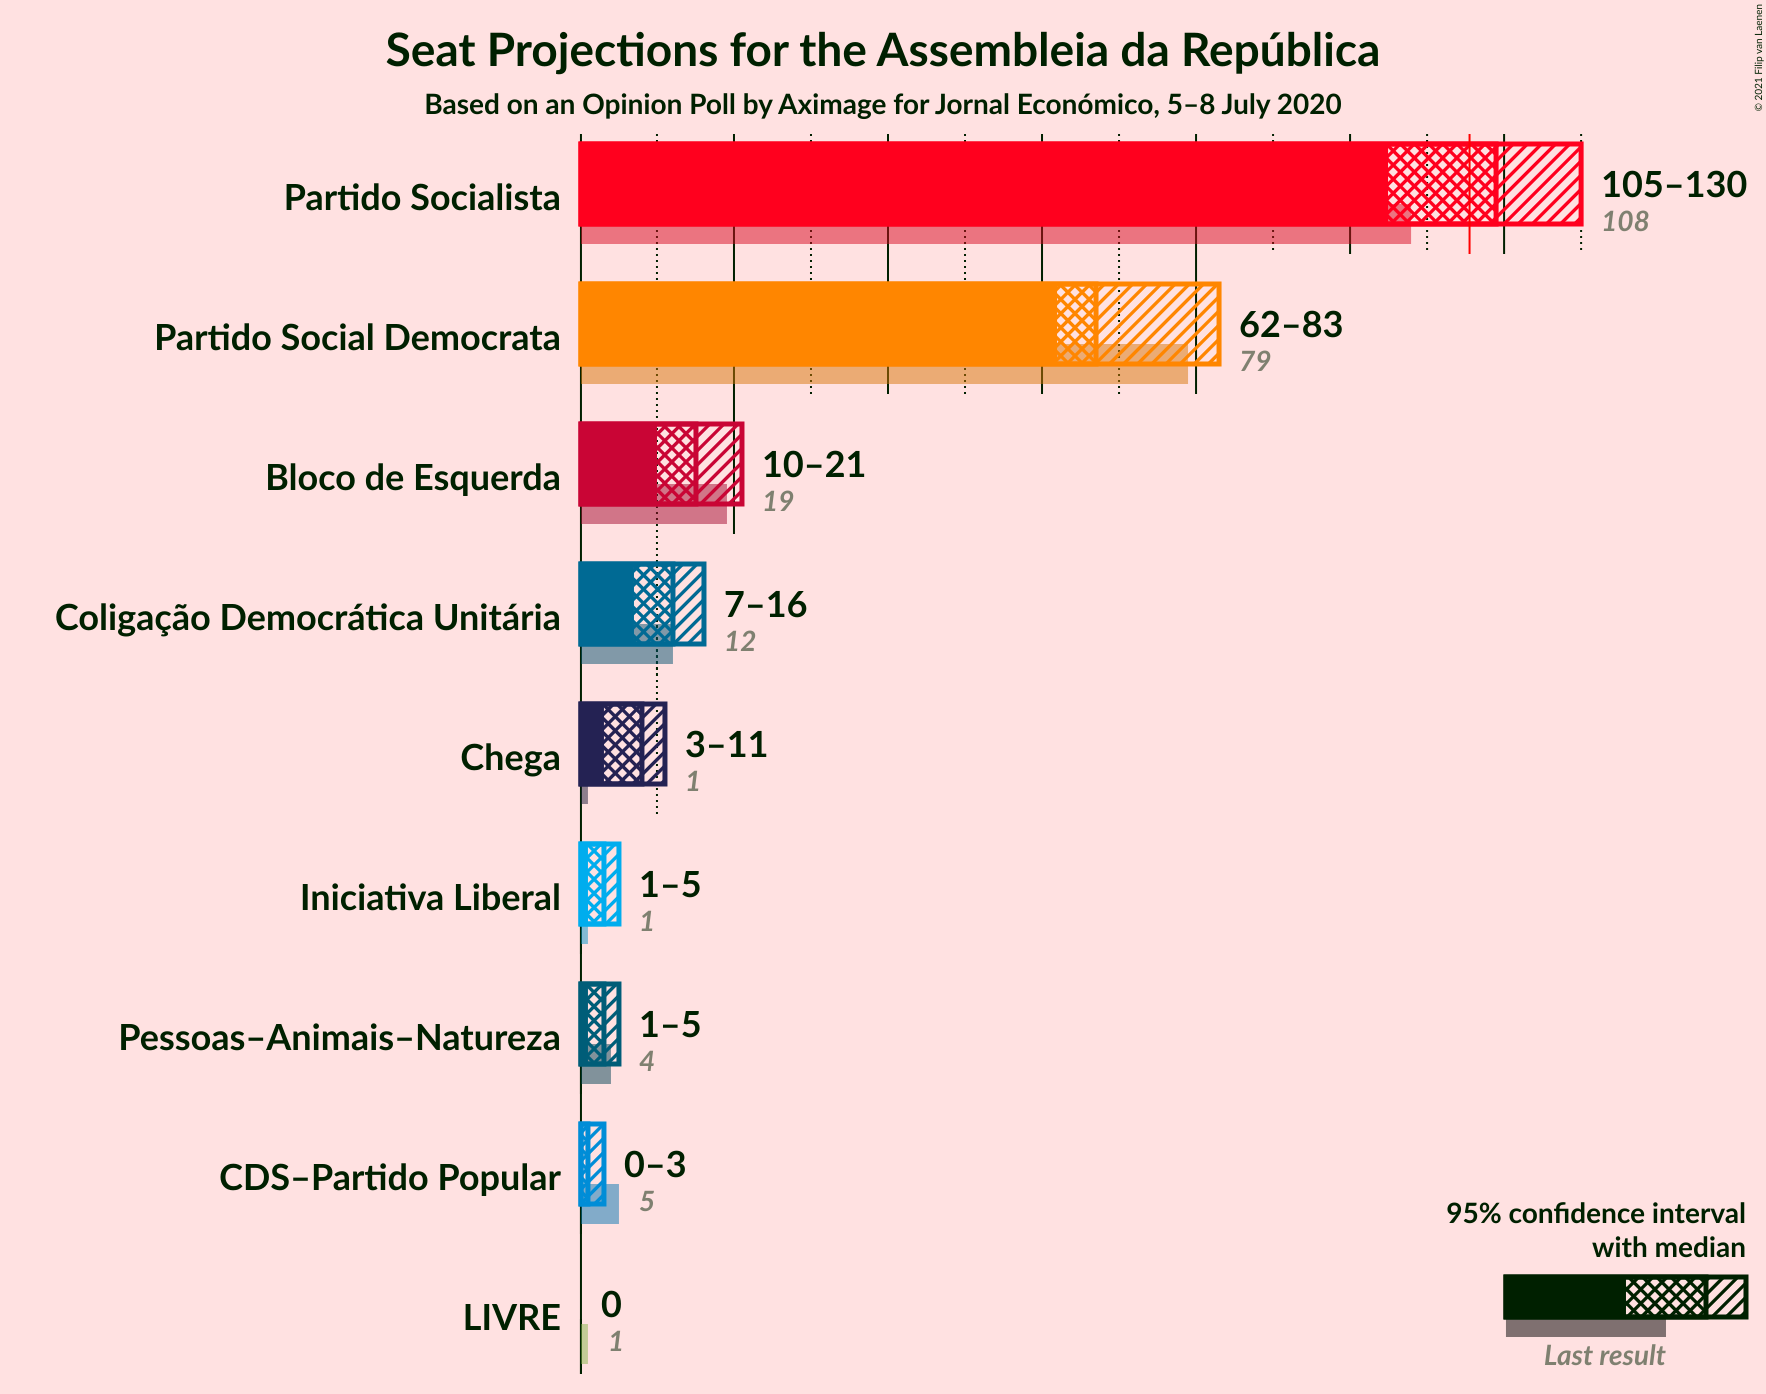 Seat Projections for the Assembleia da República
Based on an Opinion Poll by Aximage for Jornal Económico, 5–8 July 2020
© 2021 Filip van Laenen
Partido Socialista
105–130
108
Partido Social Democrata
62–83
79
Bloco de Esquerda
10–21
19
Coligação Democrática Unitária
7–16
12
Chega
3–11
1
Iniciativa Liberal
1–5
1
Pessoas–Animais–Natureza
1–5
4
CDS–Partido Popular
0–3
5
LIVRE
0
1
95% confidence interval
with median
Last result